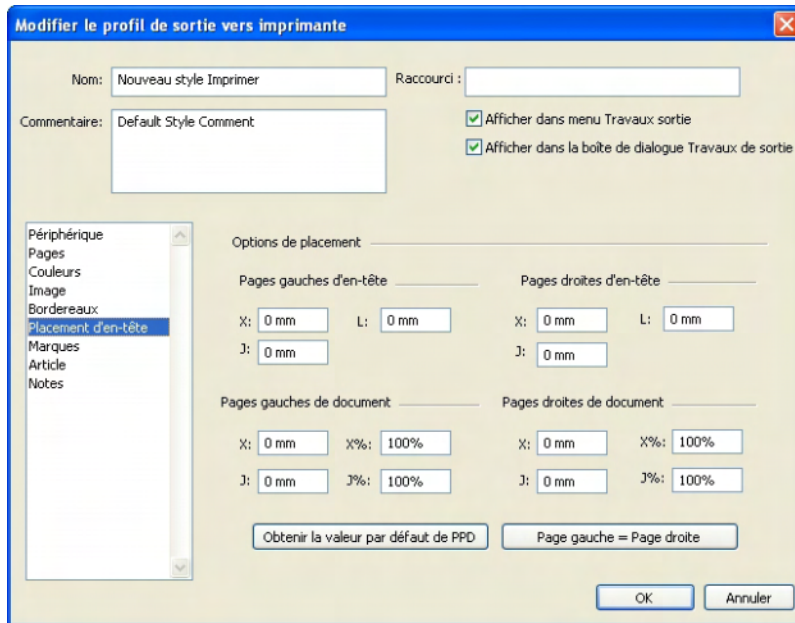 Modifier le profil de sortie vers imprimante
Nom: Nouveau style Imprimer Raccourci :
Commentaire: Default Style Comment
Afficher dans menu Travaux sortie
Afficher dans la boîte de dialogue Travaux de sortie
Périphérique
Pages
Couleurs
Image
Bordereaux
Placement d'en-tête
Marques
Article
Notes
Options de placement
Pages gauches d'en-tête Pages droites d'en-tête
X: 0 mm L: 0 mm X: 0 mm L: 0 mm
J: 0 mm J: 0 mm
Pages gauches de document Pages droites de document
X: 0 mm X%: 100% X: 0 mm X%: 100%
J: 0 mm J%: 100% J: 0 mm J%: 100%
Obtenir la valeur par défaut de PPD Page gauche = Page droite
OK Annuler